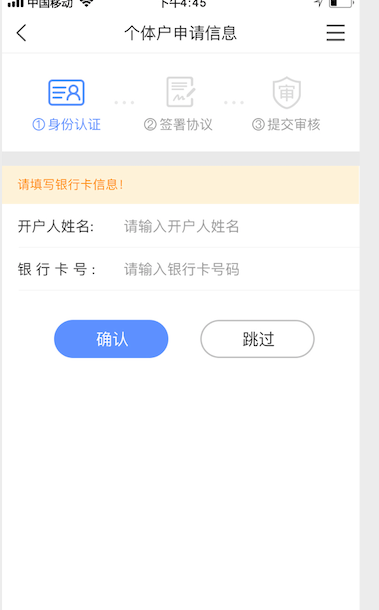 中国移动 下午4:45
个体户申请信息
审
①身份认证 ②签署协议 ③提交审核
请填写银行卡信息！
开户人姓名: 请输入开户人姓名
银行卡号: 请输入银行卡号码
确认 跳过